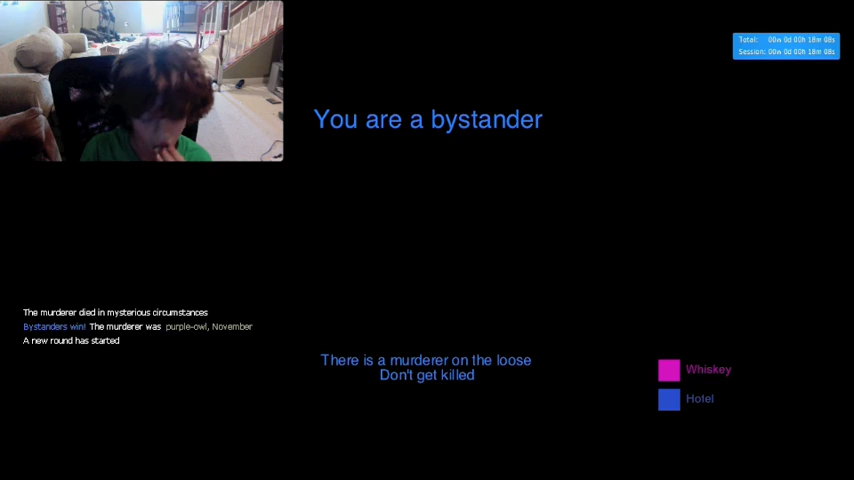 Total: 00w 0d 00h 18m 08s
Session: 00w 0d 00h 18m 08s
You are a bystander
The murderer died in mysterious circumstances
Bystanders win! The murderer was purple-owl, November
A new round has started
There is a murderer on the loose
Don't get killed
Whiskey
Hotel